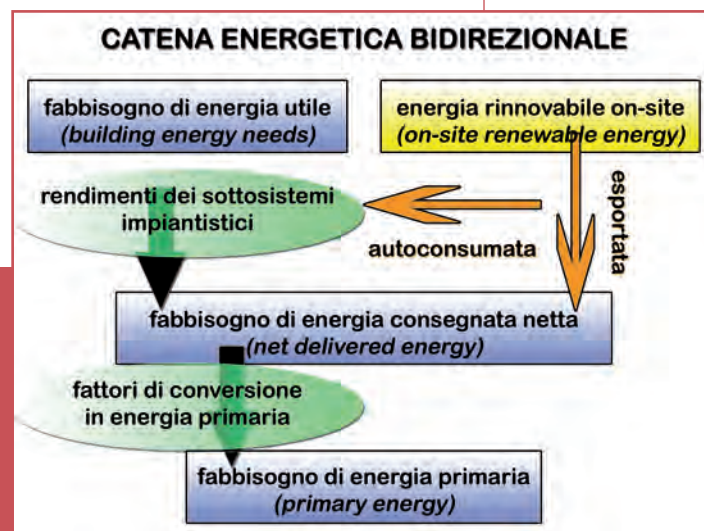 CATENA ENERGETICA BIDIREZIONALE
fabbisogno di energia utile
(building energy needs)
energia rinnovabile on-site
(on-site renewable energy)
rendimenti dei sottosistemi
impiantistici
autoconsumata
esportata
fabbisogno di energia consegnata netta
(net delivered energy)
fattori di conversione
in energia primaria
fabbisogno di energia primaria
(primary energy)